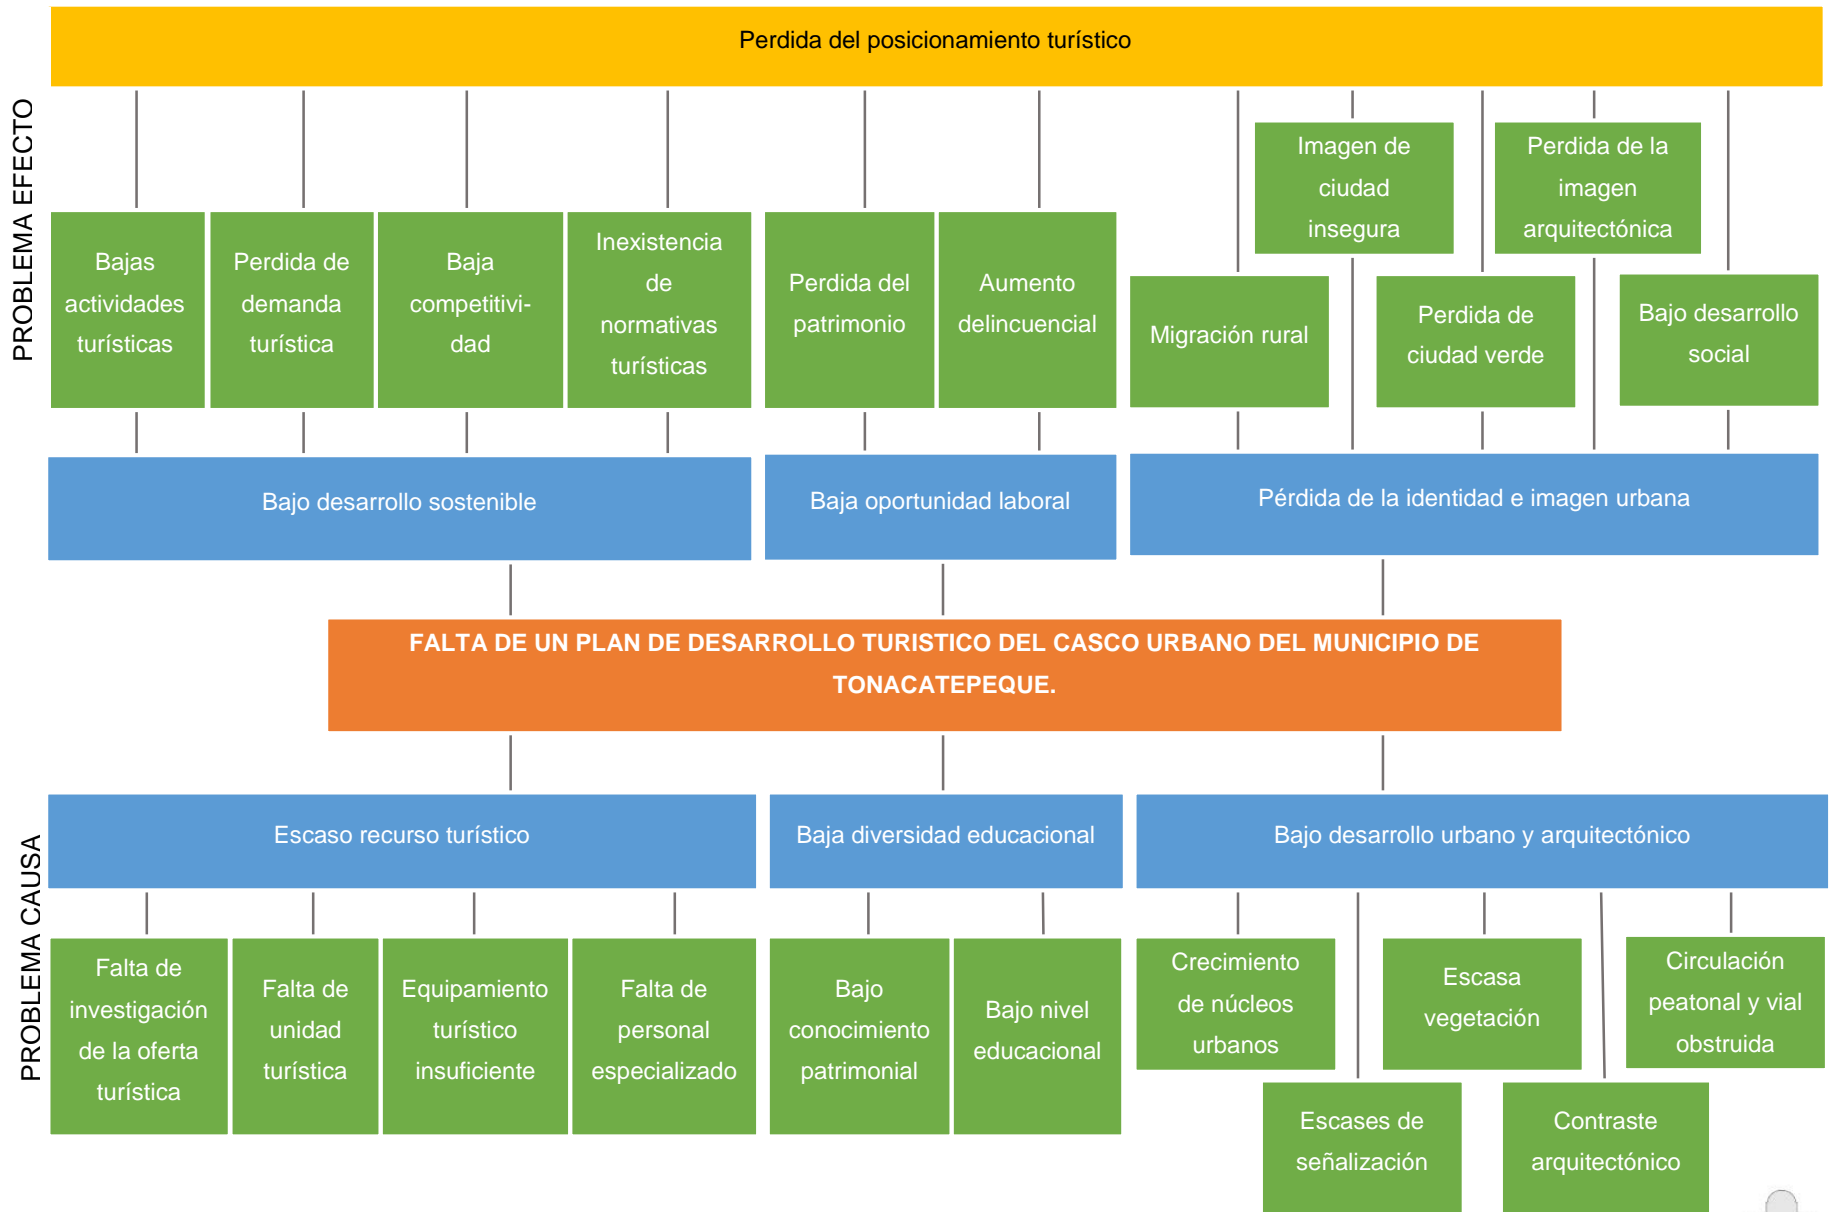 Perdida del posicionamiento turístico
PROBLEMA EFECTO
Bajas
actividades
turísticas
Perdida de
demanda
turística
Baja
competitivi-
dad
Inexistencia
de
normativas
turísticas
Perdida del
patrimonio
Aumento
delincuencial
Migración rural
Imagen de
ciudad
insegura
Perdida de
ciudad verde
Perdida de la
imagen
arquitectónica
Bajo desarrollo
social
Bajo desarrollo sostenible
Baja oportunidad laboral
Pérdida de la identidad e imagen urbana
FALTA DE UN PLAN DE DESARROLLO TURISTICO DEL CASCO URBANO DEL MUNICIPIO DE
TONACATEPEQUE.
PROBLEMA CAUSA
Escaso recurso turístico
Baja diversidad educacional
Bajo desarrollo urbano y arquitectónico
Falta de
investigación
de la oferta
turística
Falta de
unidad
turística
Equipamiento
turístico
insuficiente
Falta de
personal
especializado
Bajo
conocimiento
patrimonial
Bajo nivel
educacional
Crecimiento
de núcleos
urbanos
Escases de
señalización
Escasa
vegetación
Contraste
arquitectónico
Circulación
peatonal y vial
obstruida